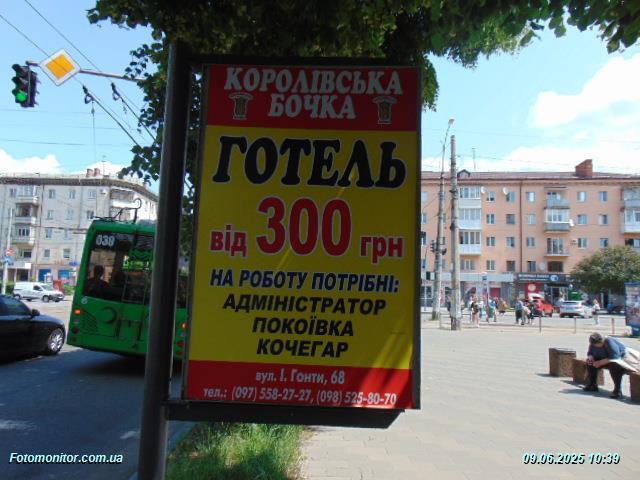 КОРОЛІВСЬКА
БОЧКА
ГОТЕЛЬ
від 300 грн
НА РОБОТУ ПОТРІБНІ:
АДМІНІСТРАТОР
ПОКОЇВКА
КОЧЕГАР
вул. І. Гонти, 68
тел.: (097) 558-27-27, (098) 525-80-70
038
Fotomonitor.com.ua
09.06.2025 10:39